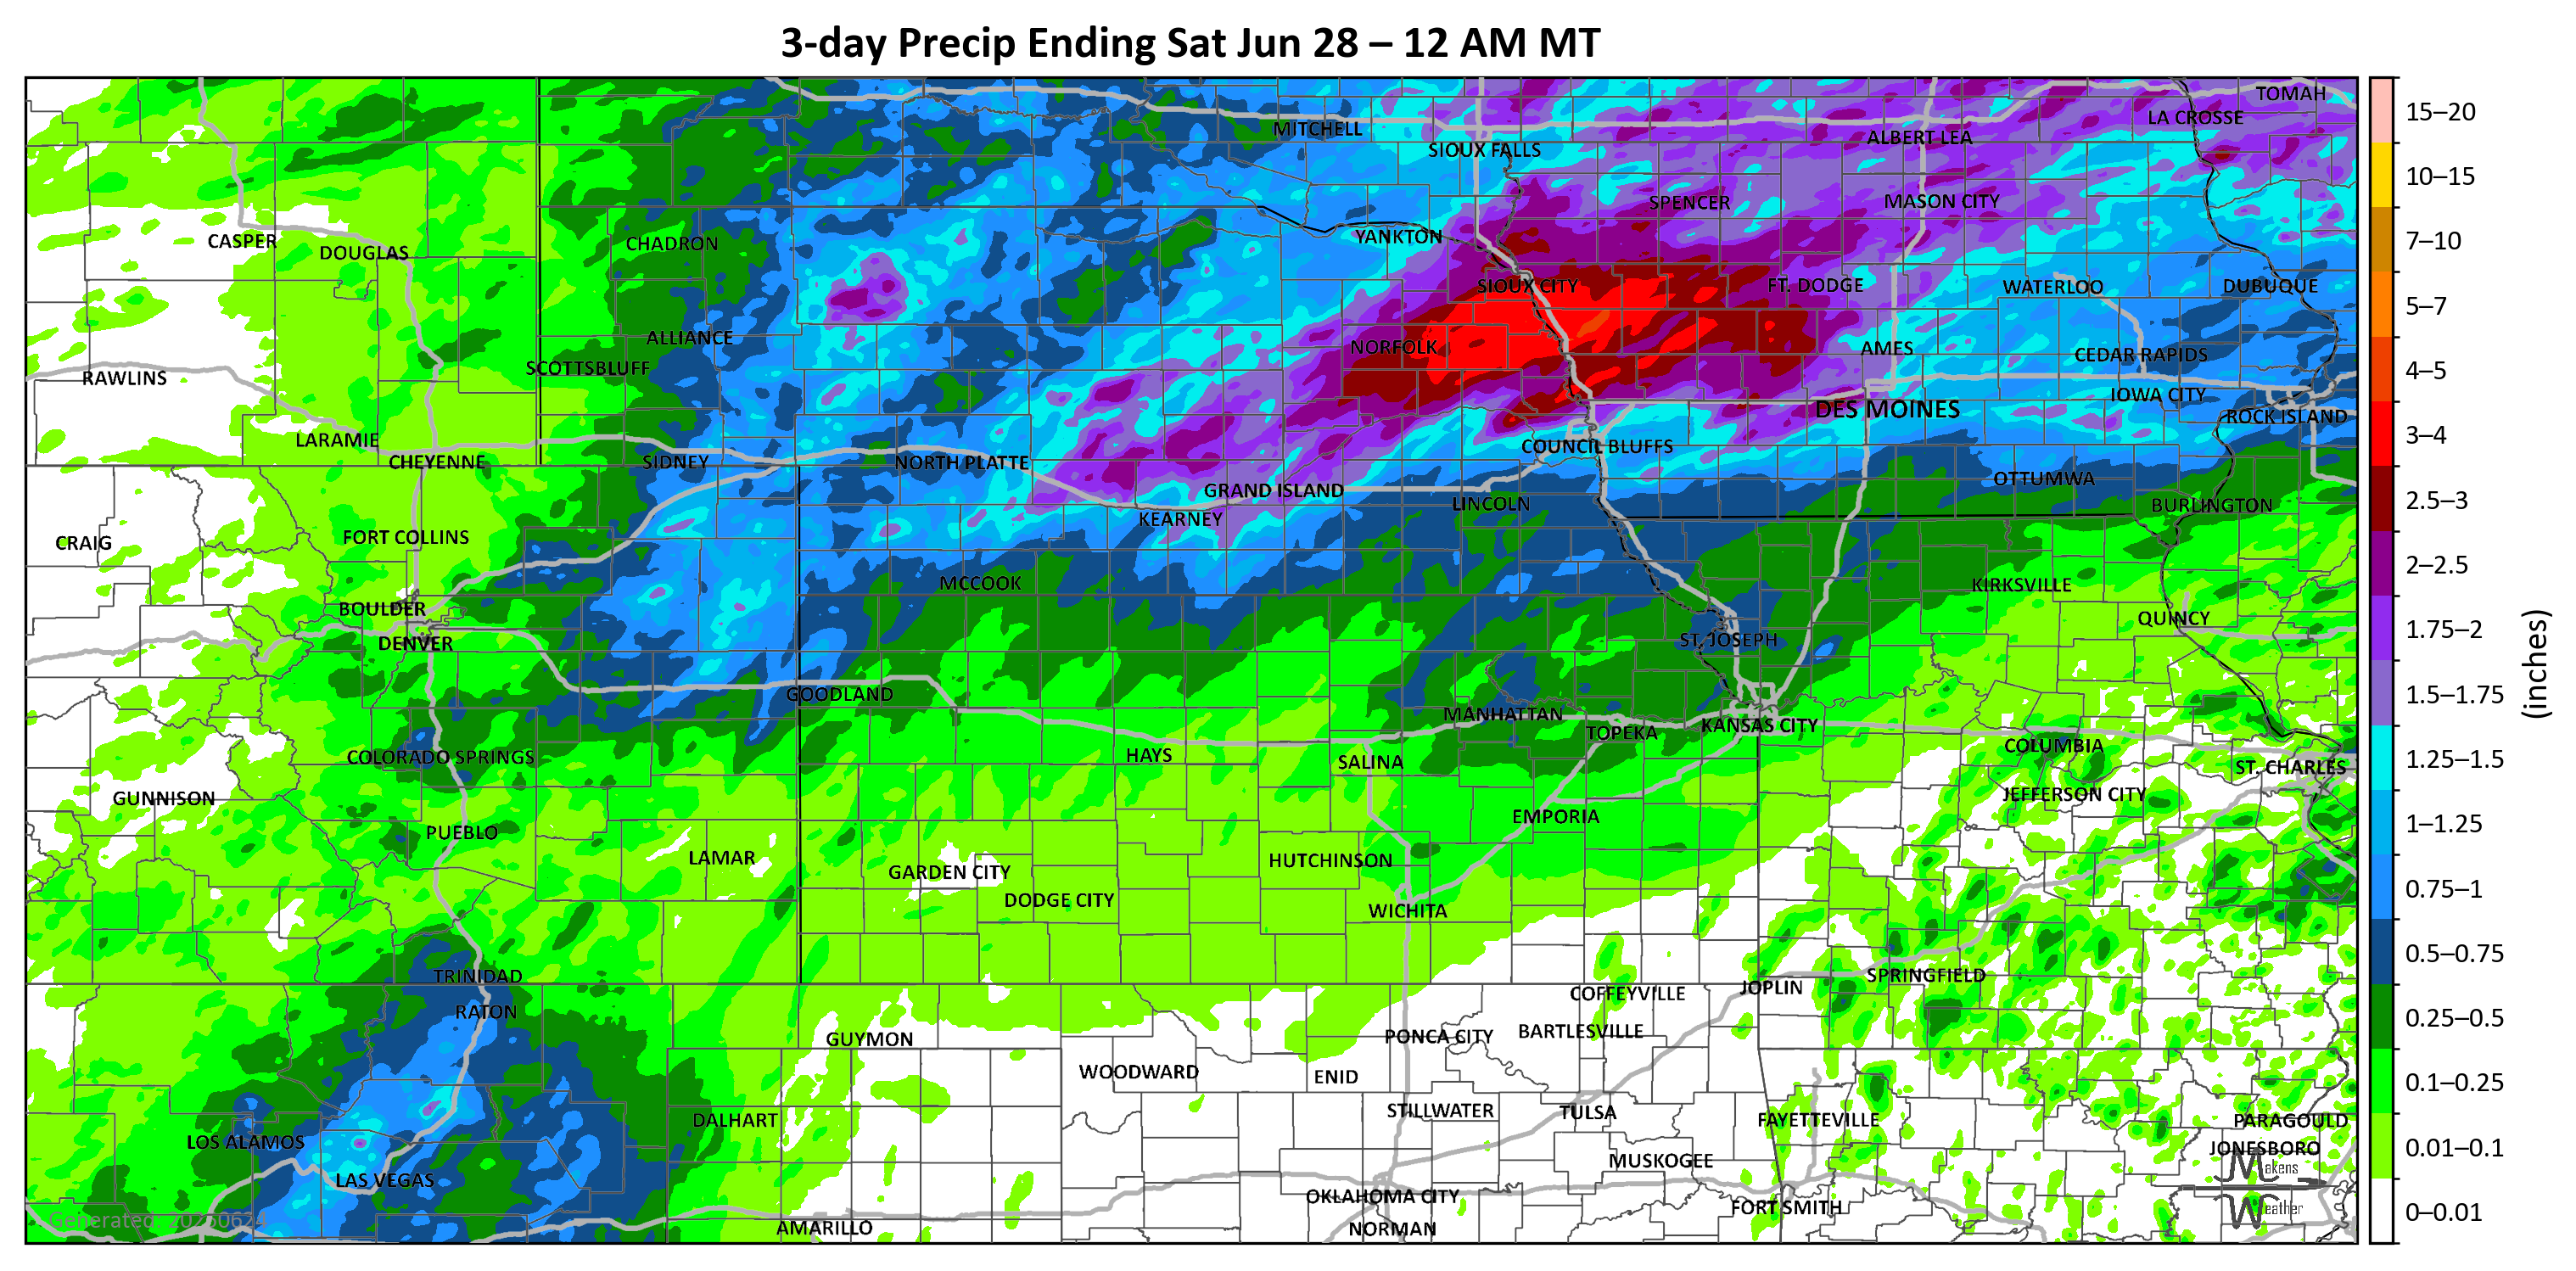 3-day Precip Ending Sat Jun 28 – 12 AM MT
TOMAH
LA CROSSE
MITCHELL
ALBERT LEA
SIOUX FALLS
SPENCER
MASON CITY
CASPER
DOUGLAS
CHADRON
YANKTON
SIOUX CITY
FT. DODGE
WATERLOO
DUBUQUE
ALLIANCE
NORFOLK
AMES
CEDAR RAPIDS
SCOTTSBLUFF
RAWLINS
IOWA CITY
DES MOINES
ROCK ISLAND
LARAMIE
COUNCIL BLUFFS
CHEYENNE
SIDNEY
NORTH PLATTE
OTTUMWA
GRAND ISLAND
LINCOLN
BURLINGTON
KEARNEY
FORT COLLINS
CRAIG
MCCOOK
KIRKSVILLE
BOULDER
QUINCY
DENVER
ST. JOSEPH
GOODLAND
MANHATTAN
TOPEKA
KANSAS CITY
COLUMBIA
COLORADO SPRINGS
HAYS
SALINA
ST. CHARLES
GUNNISON
JEFFERSON CITY
EMPORIA
PUEBLO
LAMAR
HUTCHINSON
GARDEN CITY
DODGE CITY
WICHITA
TRINIDAD
SPRINGFIELD
JOPLIN
COFFEYVILLE
RATON
GUYMON
PONCA CITY
BARTLESVILLE
WOODWARD
ENID
STILLWATER
TULSA
DALHART
FAYETTEVILLE
PARAGOULD
LOS ALAMOS
JONESBORO
MUSKOGEE
LAS VEGAS
OKLAHOMA CITY
FORT SMITH
AMARILLO
NORMAN
Makens
Weather
15–20
10–15
7–10
5–7
4–5
3–4
2.5–3
2–2.5
1.75–2
1.5–1.75
1.25–1.5
1–1.25
0.75–1
0.5–0.75
0.25–0.5
0.1–0.25
0.01–0.1
0–0.01
(inches)
Generated: 20250624